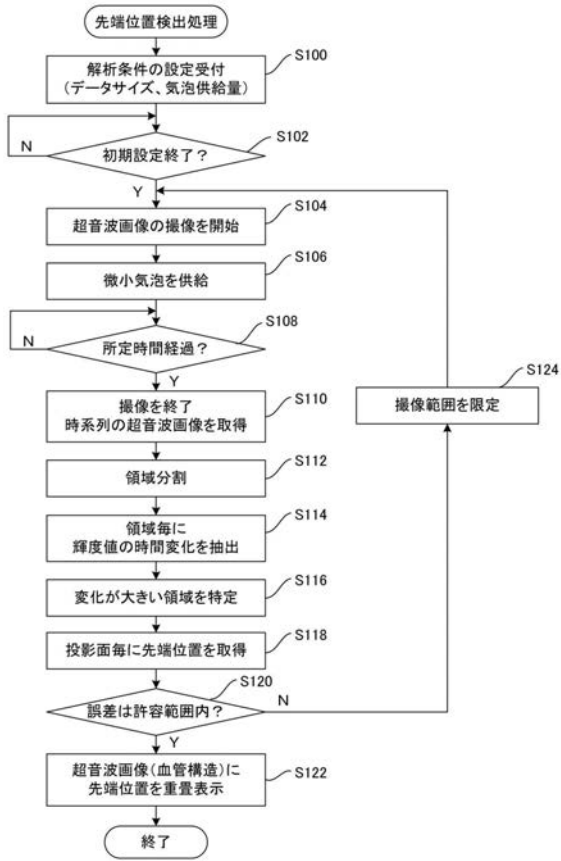 先端位置検出処理
S100
解析条件の設定受付
(データサイズ、気泡供給量)
S102
N
初期設定終了?
Y
S104
超音波画像の撮像を開始
S106
微小気泡を供給
S108
N
所定時間経過?
Y
S124
撮像範囲を限定
S110
撮像を終了
時系列の超音波画像を取得
S112
領域分割
S114
領域毎に
輝度値の時間変化を抽出
S116
変化が大きい領域を特定
S118
投影面毎に先端位置を取得
S120
誤差は許容範囲内?
N
Y
S122
超音波画像(血管構造)に
先端位置を重畳表示
終了